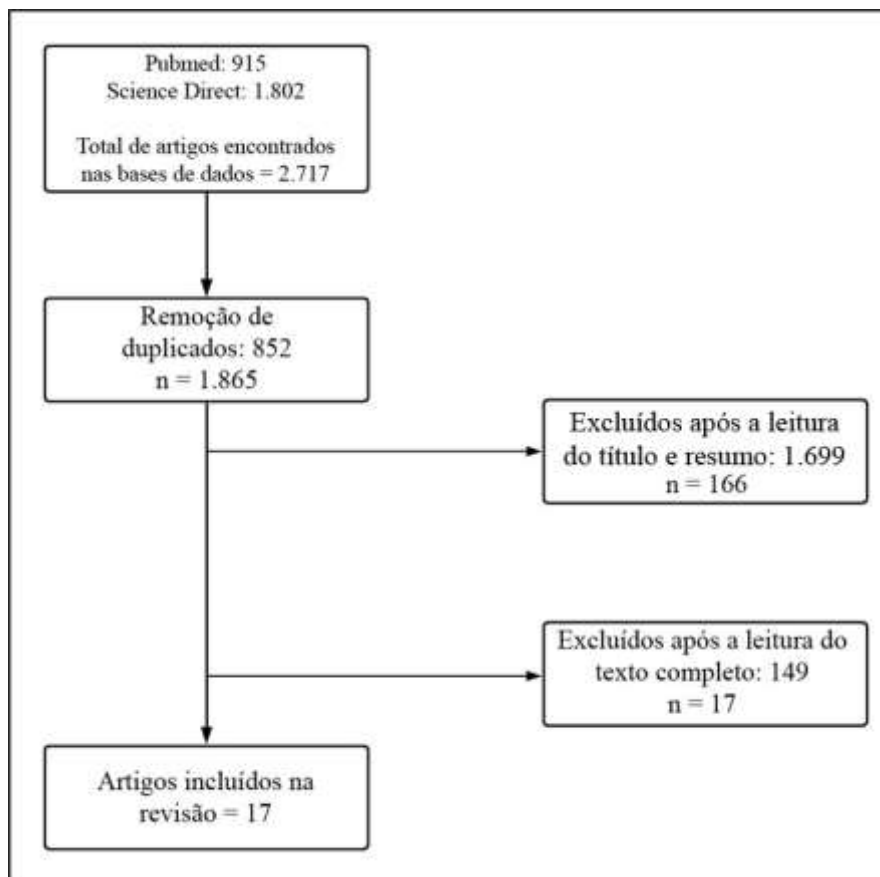 Pubmed: 915
Science Direct: 1.802
Total de artigos encontrados
nas bases de dados = 2.717
Remoção de
duplicados: 852
n = 1.865
Excluídos após a leitura
do título e resumo: 1.699
n = 166
Excluídos após a leitura do
texto completo: 149
n = 17
Artigos incluídos na
revisão = 17